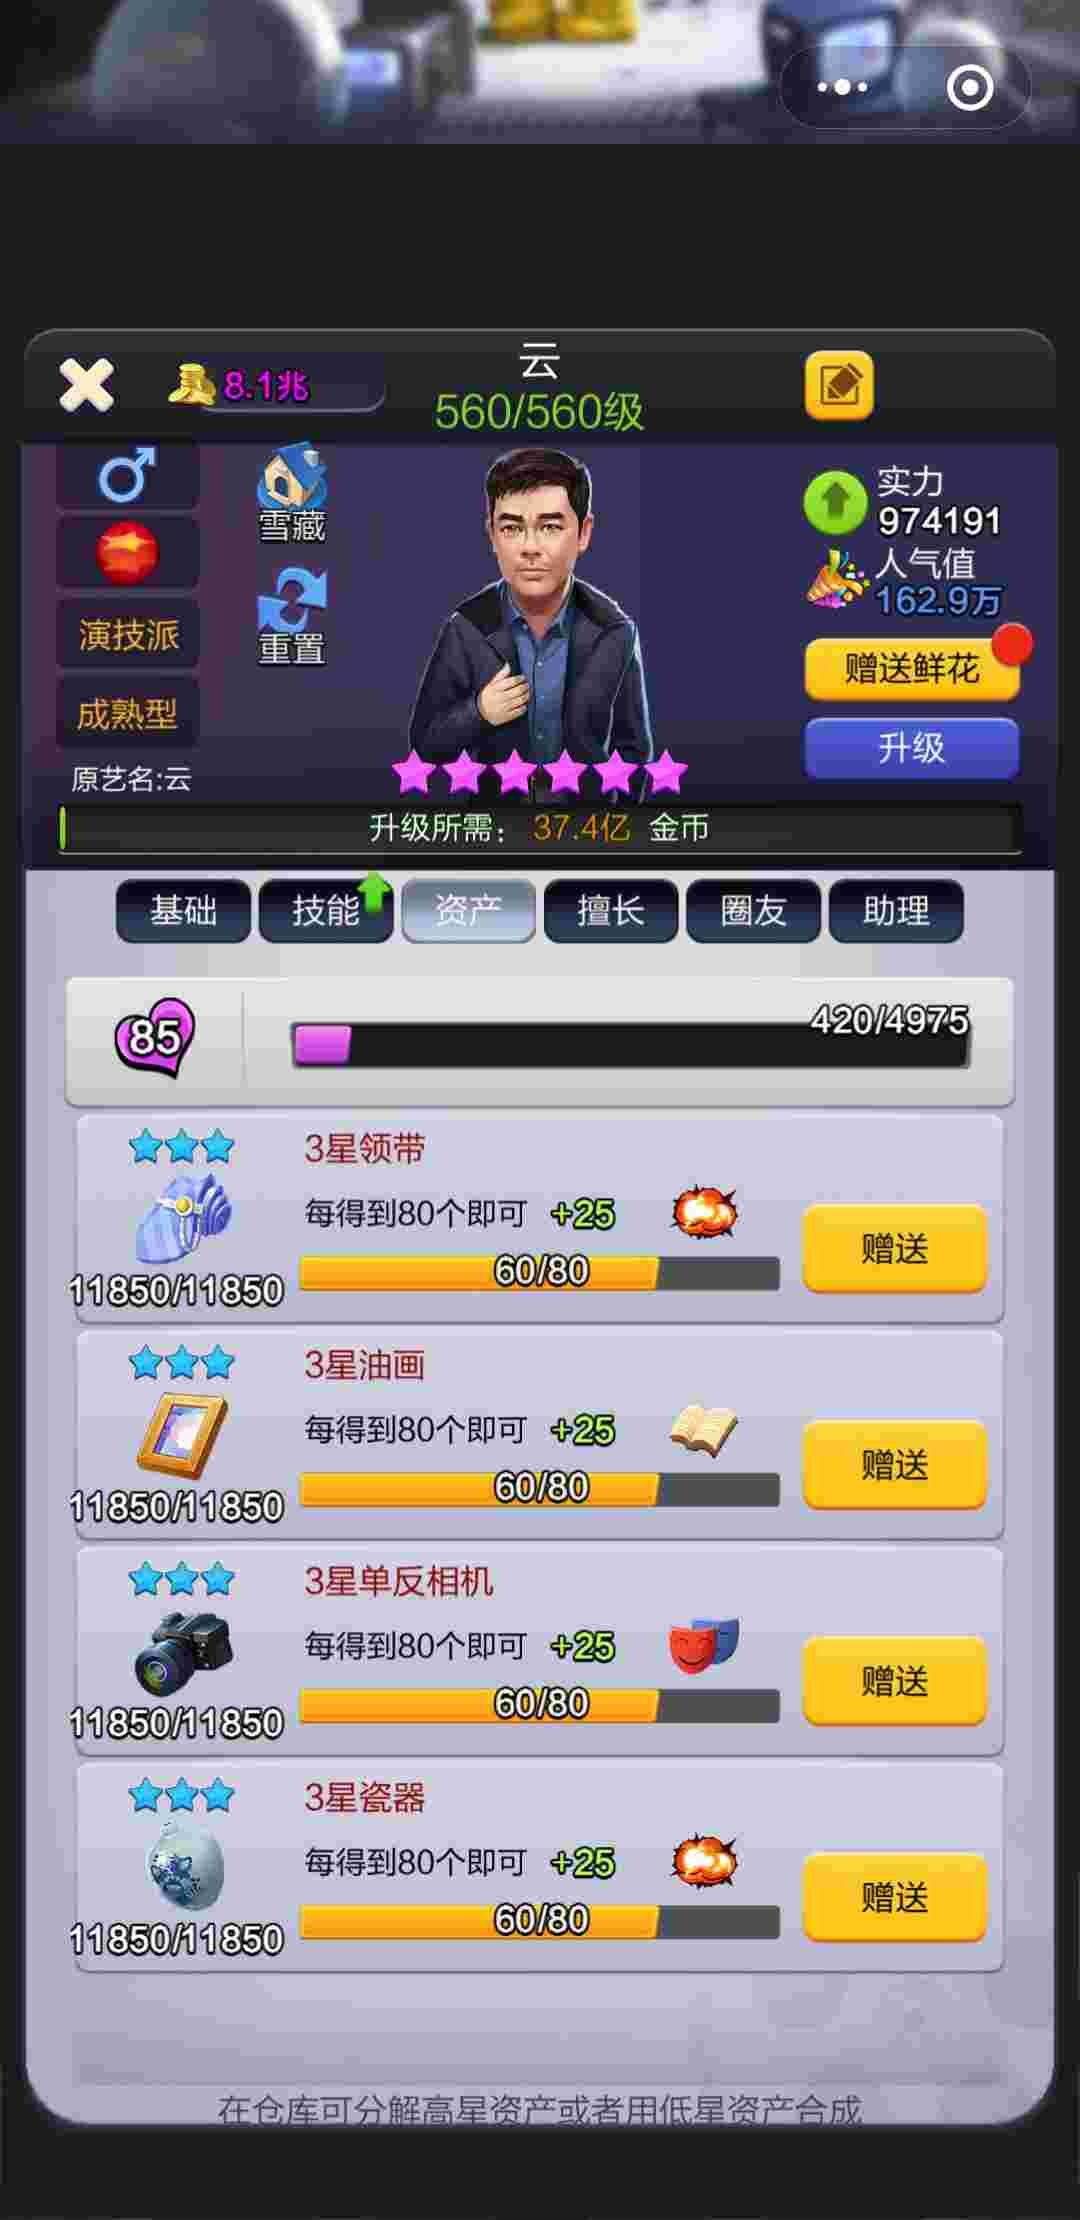 云
8.1兆
560/560级
雪藏
重置
演技派
成熟型
原艺名:云
实力
974191
人气值
162.9万
赠送鲜花
升级
升级所需： 37.4亿 金币
基础 技能 资产 擅长 圈友 助理
85
420/4975
3星领带
每得到80个即可 +25
60/80
11850/11850
赠送
3星油画
每得到80个即可 +25
60/80
11850/11850
赠送
3星单反相机
每得到80个即可 +25
60/80
11850/11850
赠送
3星瓷器
每得到80个即可 +25
60/80
11850/11850
赠送
在仓库可分解高星资产或者用低星资产合成